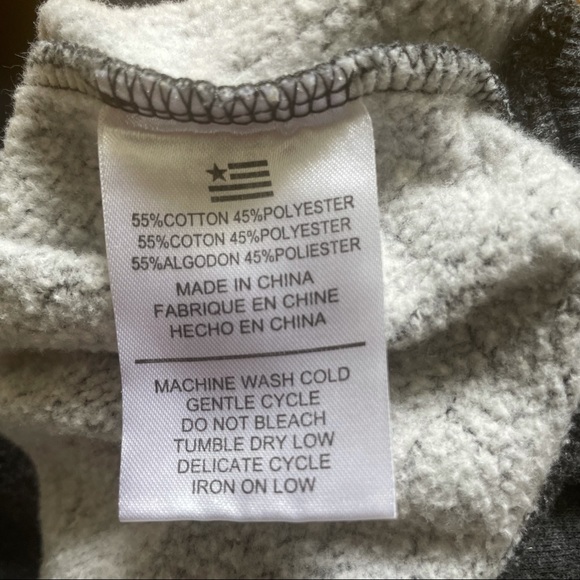 55%COTTON 45%POLYESTER
55%COTON 45%POLYESTER
55%ALGODON 45%POLIESTER
MADE IN CHINA
FABRIQUE EN CHINE
HECHO EN CHINA
MACHINE WASH COLD
GENTLE CYCLE
DO NOT BLEACH
TUMBLE DRY LOW
DELICATE CYCLE
IRON ON LOW